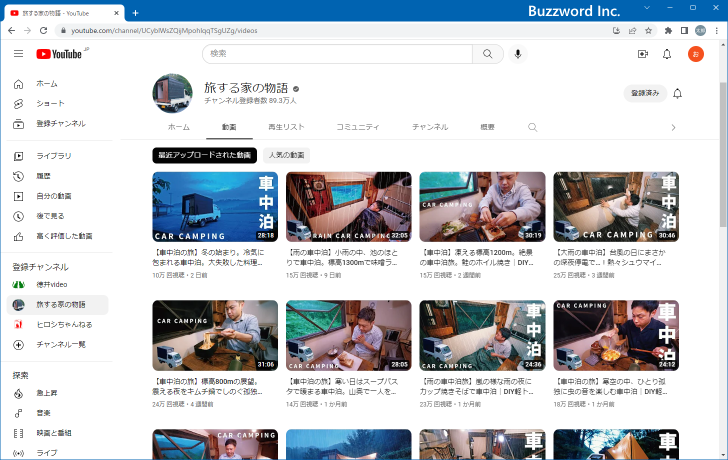 Buzzword Inc.
旅する家の物語 - YouTube
youtube.com/channel/UCyblWsZQijMpohlqqTSgUZg/videos
YouTube JP
検索
ホーム
ショート
登録チャンネル
ライブラリ
履歴
自分の動画
後で見る
高く評価した動画
登録チャンネル
徳井video
旅する家の物語
ヒロシちゃんねる
チャンネル一覧
探索
急上昇
音楽
映画と番組
ライブ
旅する家の物語
チャンネル登録者数 89.3万人
登録済み
ホーム
動画
再生リスト
コミュニティ
チャンネル
概要
最近アップロードされた動画
人気の動画
車中泊
CAR CAMPING
28:18
【車中泊の旅】冬の始まり。冷気に
包まれる車中泊。大失敗した料理...
10万 回視聴・2 日前
RAIN CAR CAMPING
32:05
【雨の車中泊】小雨の中、池のほと
りで車中泊。標高1300mで味噌ラ...
15万 回視聴・9 日前
CAR CAMPING
30:19
【車中泊】凍える標高1200m。絶景
の車中泊旅。鮭のホイル焼き｜DIY...
15万 回視聴・2 週間前
車中泊
CAR CAMPING
30:46
【大雨の車中泊】台風の日にまさか
の深夜停電で...！熱々シュウマイ...
25万 回視聴・3 週間前
CAR CAMPING
31:06
【車中泊の旅】標高800mの展望。
震える夜をキムチ鍋でしのぐ孤独...
24万 回視聴・4 週間前
CAR CAMPING
28:05
【車中泊の旅】寒い日はスープパス
タで暖まる車中泊。山奥で一人を...
14万 回視聴・1 か月前
車中泊
CAR CAMPING
24:36
【雨の車中泊旅】風の様な雨の夜に
カップ焼きそばで車中泊｜DIY軽ト...
23万 回視聴・1 か月前
車中泊
CAR CAMPING
24:12
【車中泊の旅】寒空の中、ひとり孤
独に虫の音を楽しむ車中泊｜DIY軽...
18万 回視聴・1 か月前
CAR CAMPING
車中
車